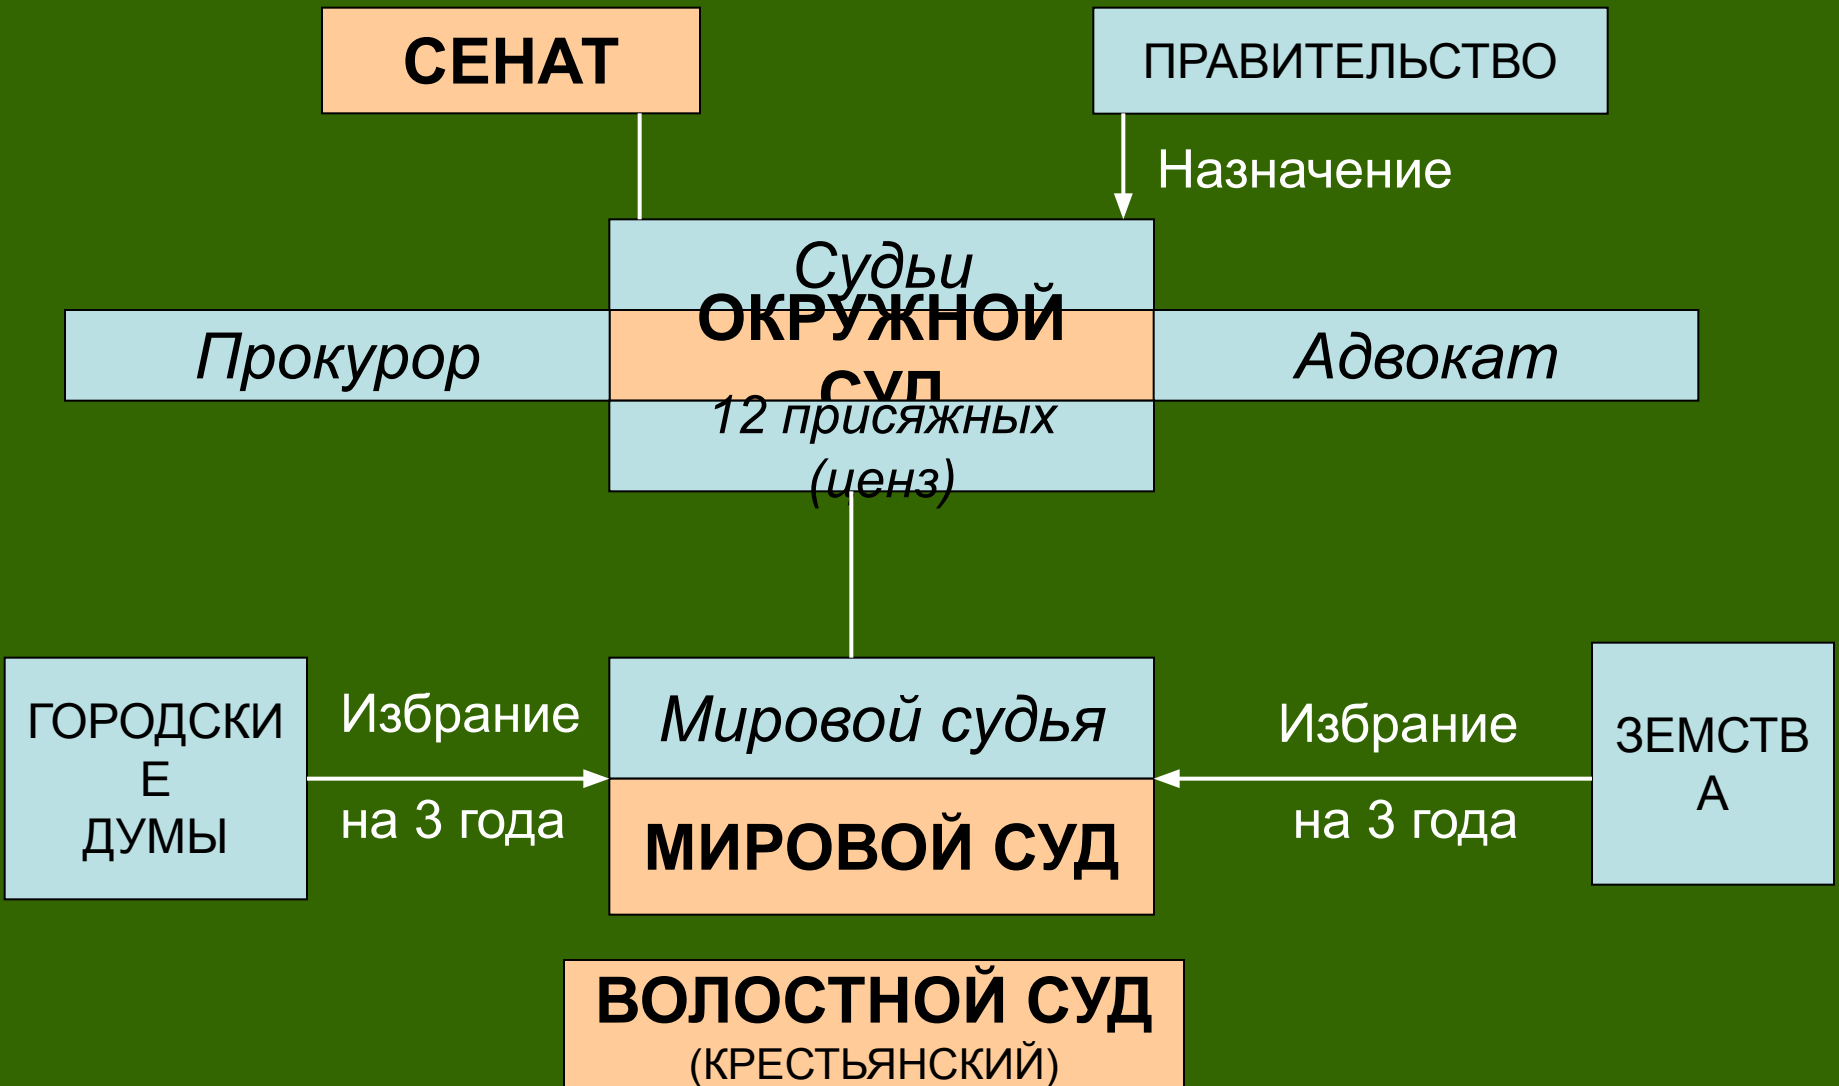 СЕНАТ
ПРАВИТЕЛЬСТВО
Назначение
Судьи
Прокурор
ОКРУЖНОЙ
СУД
Адвокат
12 присяжных
(ценз)
ГОРОДСКИ
Е
ДУМЫ
Избрание
на 3 года
Мировой судья
МИРОВОЙ СУД
Избрание
на 3 года
ЗЕМСТВ
А
ВОЛОСТНОЙ СУД
(КРЕСТЬЯНСКИЙ)